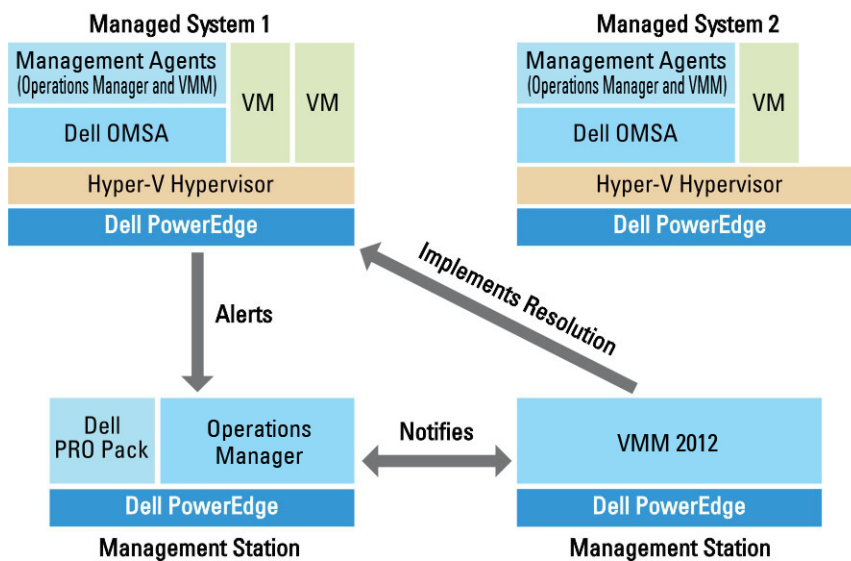 Managed System 1
Management Agents
(Operations Manager and VMM)
Dell OMSA
VM
VM
Hyper-V Hypervisor
Dell PowerEdge
Managed System 2
Management Agents
(Operations Manager and VMM)
Dell OMSA
VM
Hyper-V Hypervisor
Dell PowerEdge
Alerts
Implements Resolution
Dell
PRO Pack
Operations
Manager
Dell PowerEdge
Management Station
Notifies
VMM 2012
Dell PowerEdge
Management Station